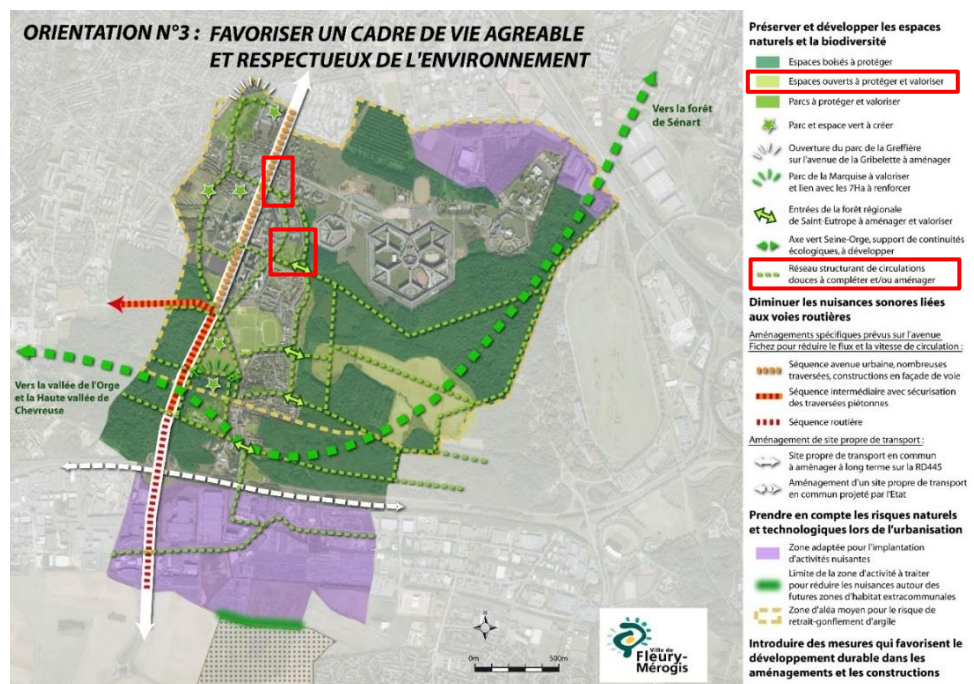 ORIENTATION N°3 : FAVORISER UN CADRE DE VIE AGREABLE
ET RESPECTUEUX DE L'ENVIRONNEMENT
Vers la forêt
de Sénart
Vers la vallée de l'Orge
et la Haute vallée de
Chevreuse
N
0m
500m
Ville de
Fleury-
Mérogis
Préserver et développer les espaces
naturels et la biodiversité
Espaces boisés à protéger
Espaces ouverts à protéger et valoriser
Parcs à protéger et valoriser
Parc et espace vert à créer
Ouverture du parc de la Greffière
sur l'avenue de la Gribelette à aménager
Parc de la Marquise à valoriser
et lien avec les 7Ha à renforcer
Entrées de la forêt régionale
de Saint-Eutrope à aménager et valoriser
Axe vert Seine-Orge, support de continuités
écologiques, à développer
Réseau structurant de circulations
douces à compléter et/ou aménager
Diminuer les nuisances sonores liées
aux voies routières
Aménagements spécifiques prévus sur l'avenue
Fichez pour réduire le flux et la vitesse de circulation :
Séquence avenue urbaine, nombreuses
traversées, constructions en façade de voie
Séquence intermédiaire avec sécurisation
des traversées piétonnes
Séquence routière
Aménagement de site propre de transport :
Site propre de transport en commun
à aménager à long terme sur la RD445
Aménagement d'un site propre de transport
en commun projeté par l'Etat
Prendre en compte les risques naturels
et technologiques lors de l'urbanisation
Zone adaptée pour l'implantation
d'activités nuisantes
Limite de la zone d'activité à traiter
pour réduire les nuisances autour des
futures zones d'habitat extracommunales
Zone d'aléa moyen pour le risque de
retrait-gonflement d'argile
Introduire des mesures qui favorisent le
développement durable dans les
aménagements et les constructions